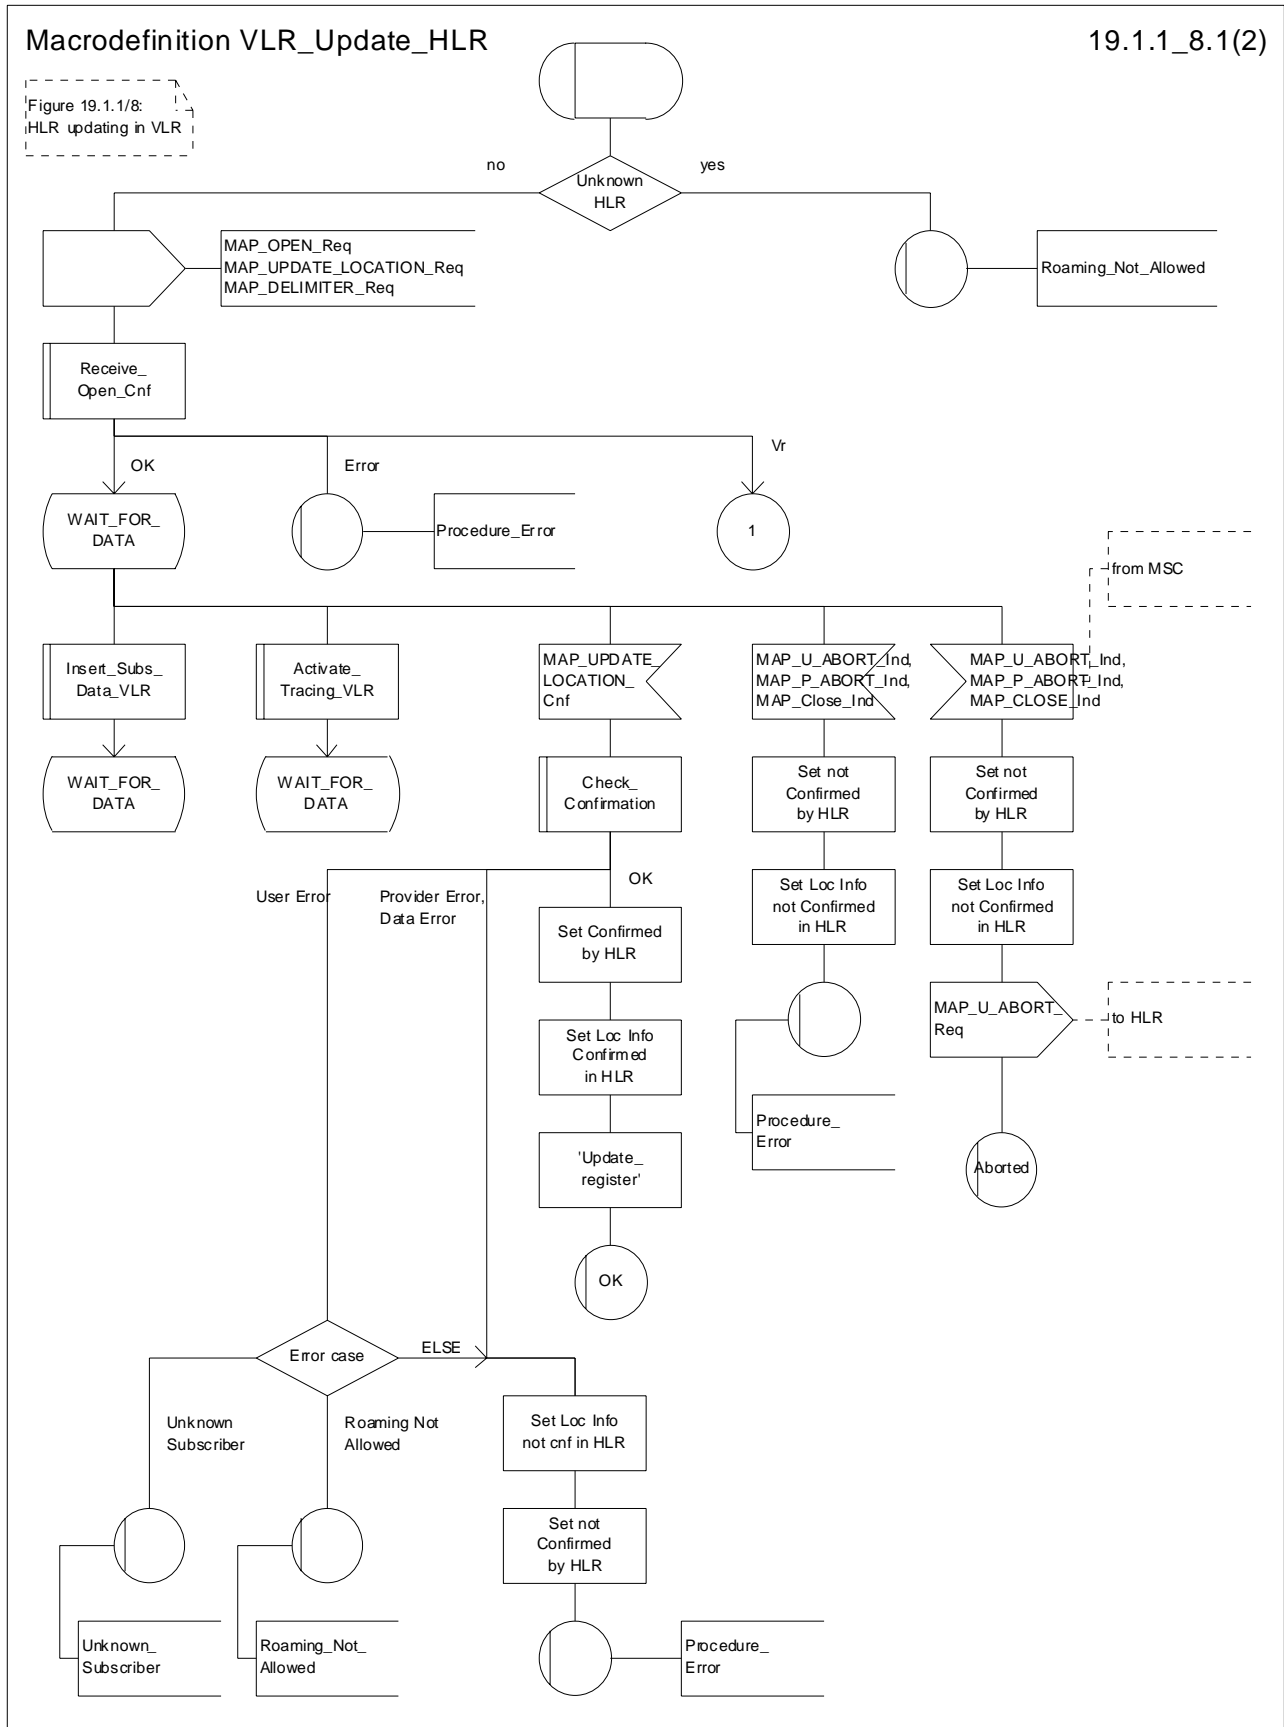 Macrodefinition VLR_Update_HLR
19.1.1_8.1(2)
Figure 19.1.1/8:
HLR updating in VLR
no
yes
Unknown
HLR
MAP_OPEN_Req
MAP_UPDATE_LOCATION_Req
MAP_DELIMITER_Req
Roaming_Not_Allowed
Receive_
Open_Cnf
OK
Error
Vr
WAIT_FOR_
DATA
Procedure_Error
1
from MSC
Insert_Subs_
Data_VLR
Activate_
Tracing_VLR
MAP_UPDATE_
LOCATION_
Cnf
MAP_U_ABORT_Ind,
MAP_P_ABORT_Ind,
MAP_Close_Ind
MAP_U_ABORT_Ind,
MAP_P_ABORT_Ind,
MAP_CLOSE_Ind
WAIT_FOR_
DATA
WAIT_FOR_
DATA
Check_
Confirmation
Set not
Confirmed
by HLR
Set not
Confirmed
by HLR
User Error
Provider Error,
Data Error
OK
Set Confirmed
by HLR
Set Loc Info
not Confirmed
in HLR
Set Loc Info
not Confirmed
in HLR
Set Loc Info
Confirmed
in HLR
MAP_U_ABORT_
Req
to HLR
Procedure_
Error
'Update_
register'
Aborted
OK
Error case
ELSE
Unknown
Subscriber
Roaming Not
Allowed
Set Loc Info
not cnf in HLR
Set not
Confirmed
by HLR
Unknown_
Subscriber
Roaming_Not_
Allowed
Procedure_
Error